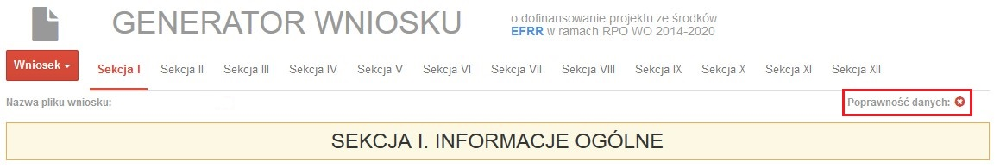 GENERATOR WNIOSKU
o dofinansowanie projektu ze środków
EFRR w ramach RPO WO 2014-2020
Wniosek Sekcja I Sekcja II Sekcja III Sekcja IV Sekcja V Sekcja VI Sekcja VII Sekcja VIII Sekcja IX Sekcja X Sekcja XI Sekcja XII
Nazwa pliku wniosku: Poprawność danych:
SEKCJA I. INFORMACJE OGÓLNE